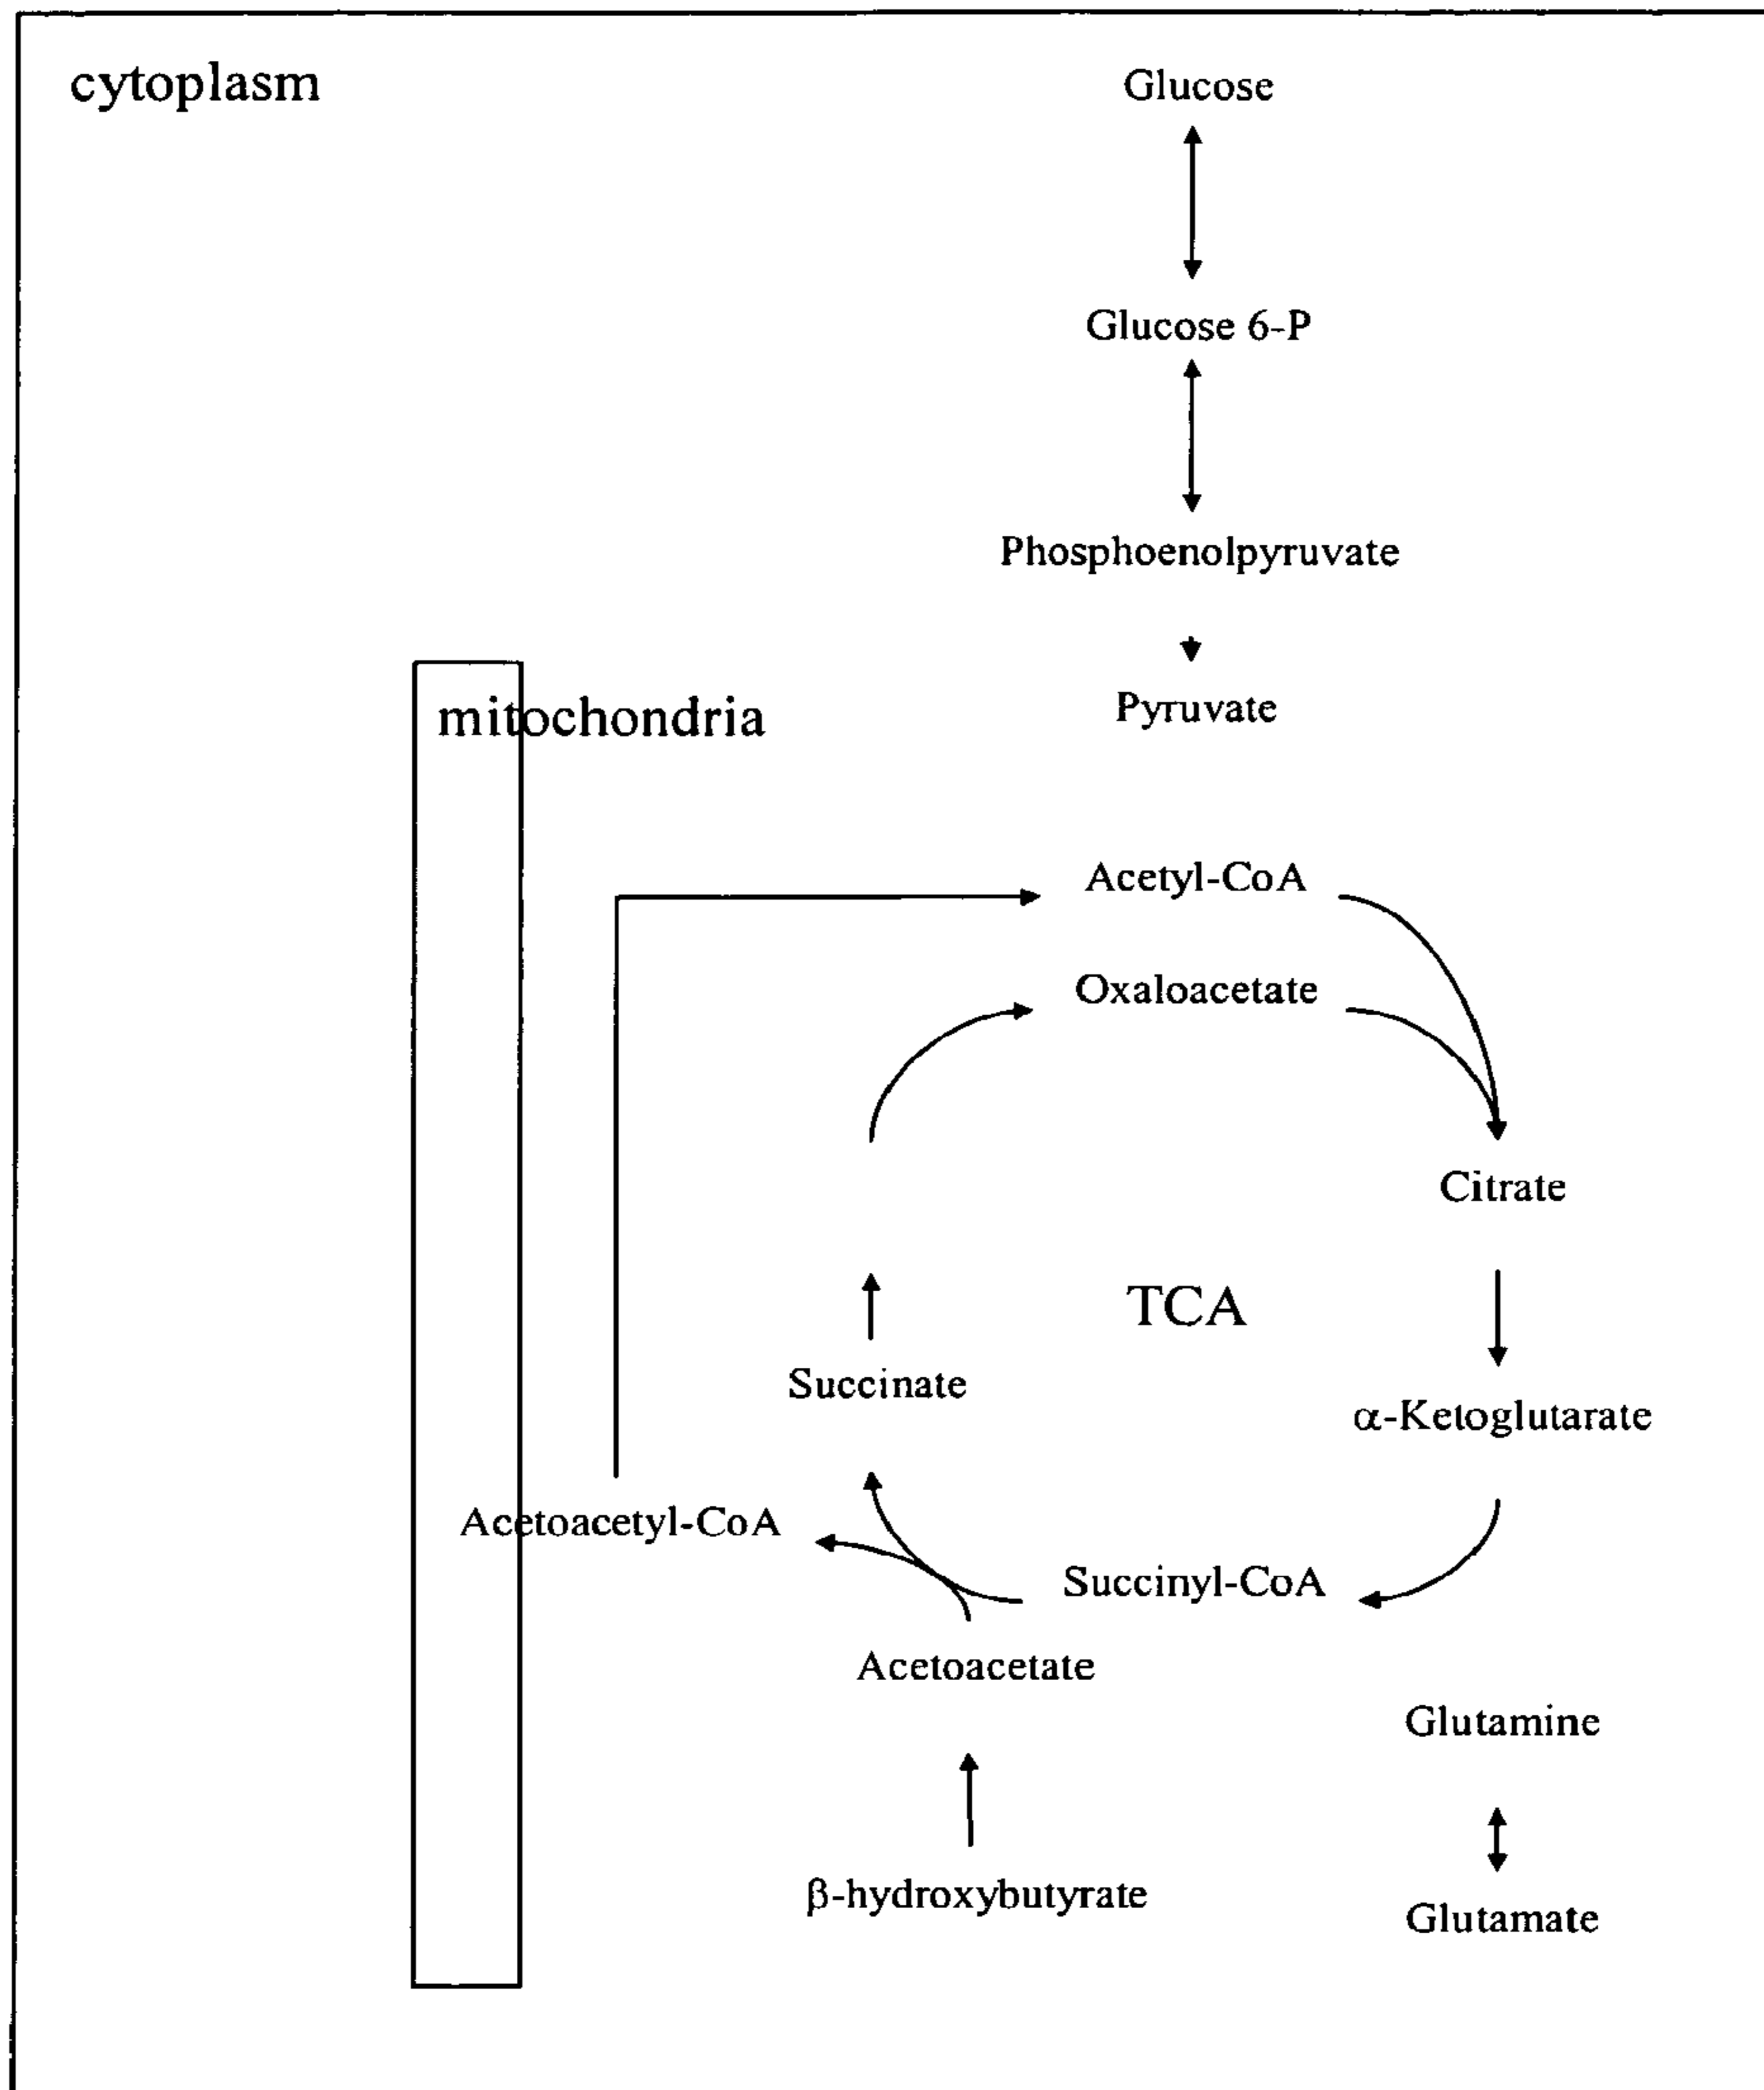 cytoplasm
Glucose
Glucose 6-P
Phosphoenolpyruvate
Pyruvate
mitochondria
Acetyl-CoA
Oxaloacetate
Citrate
TCA
Succinate
α-Ketoglutarate
Acetoacetyl-CoA
Succinyl-CoA
Acetoacetate
Glutamine
β-hydroxybutyrate
Glutamate